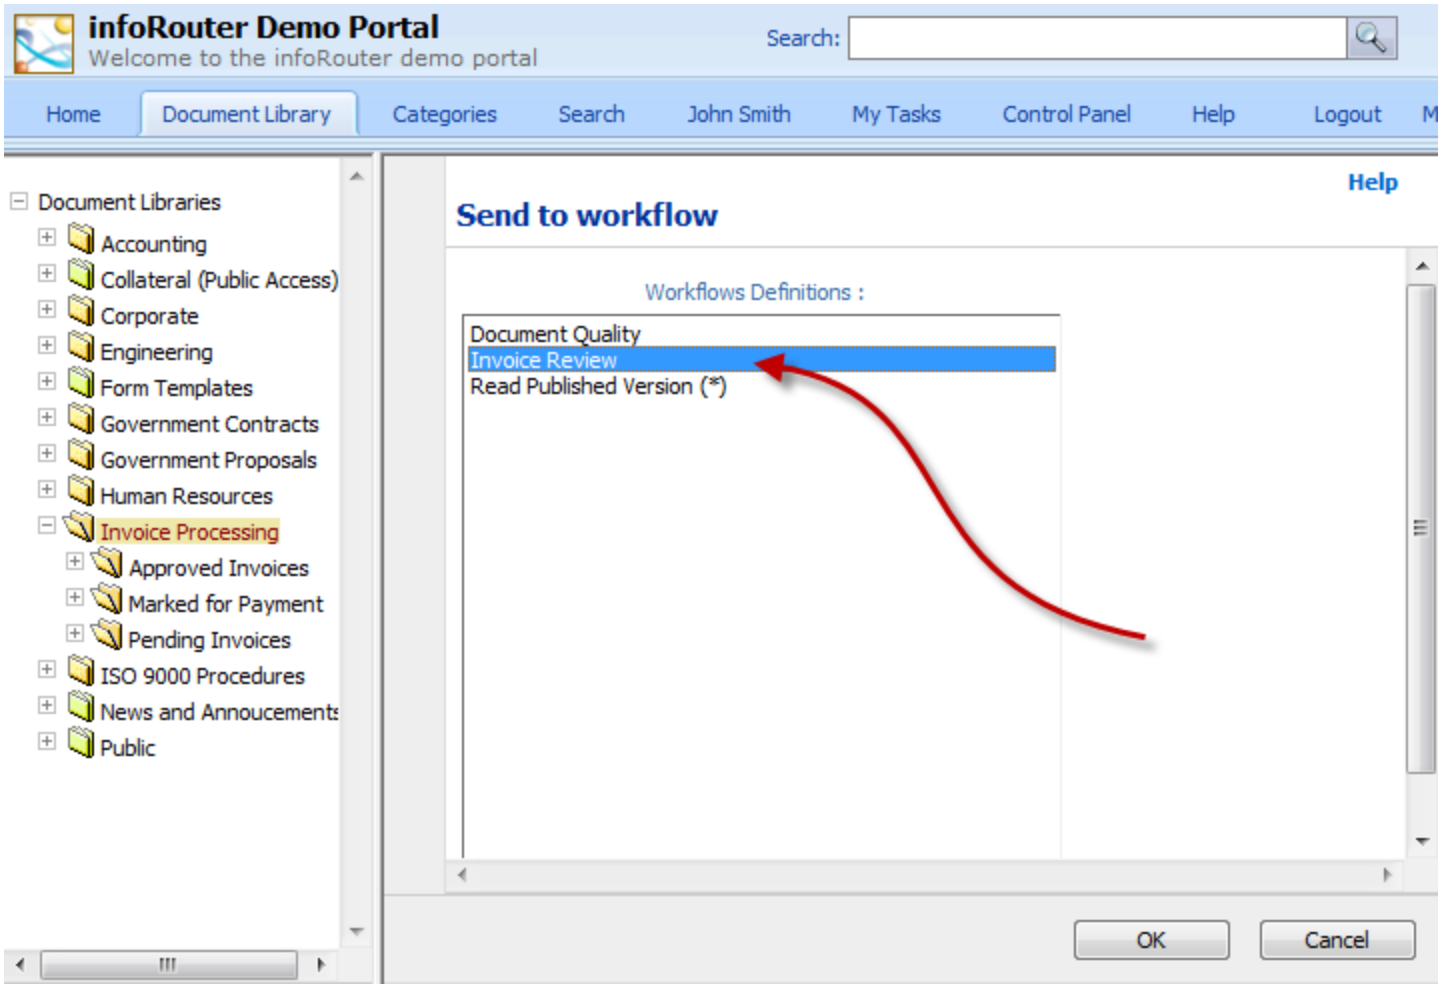 infoRouter Demo Portal
Welcome to the infoRouter demo portal
Search:
Home Document Library Categories Search John Smith My Tasks Control Panel Help Logout M
Document Libraries
Accounting
Collateral (Public Access)
Corporate
Engineering
Form Templates
Government Contracts
Government Proposals
Human Resources
Invoice Processing
Approved Invoices
Marked for Payment
Pending Invoices
ISO 9000 Procedures
News and Annoucements
Public
Help
Send to workflow
Workflows Definitions :
Document Quality
Invoice Review
Read Published Version (*)
OK Cancel